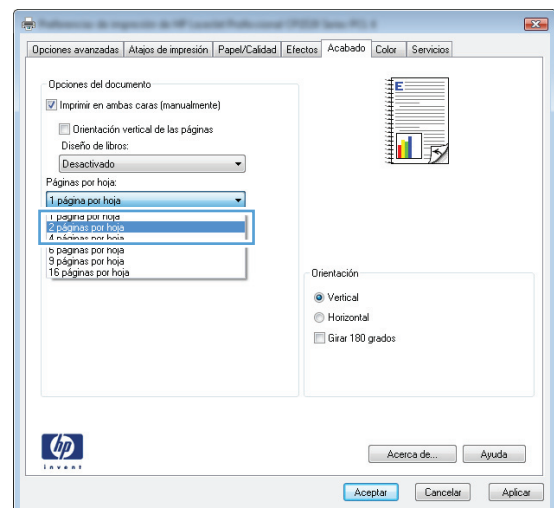 Opciones avanzadas Atajos de impresión Papel/Calidad Efectos Acabado Color Servicios
Opciones del documento
Imprimir en ambas caras (manualmente)
Orientación vertical de las páginas
Diseño de libros:
Desactivado
Páginas por hoja:
1 página por hoja
1 página por hoja
2 páginas por hoja
4 páginas por hoja
6 páginas por hoja
9 páginas por hoja
16 páginas por hoja
E
Orientación
Vertical
Horizontal
Girar 180 grados
hp
invent
Acerca de... Ayuda
Aceptar Cancelar Aplicar